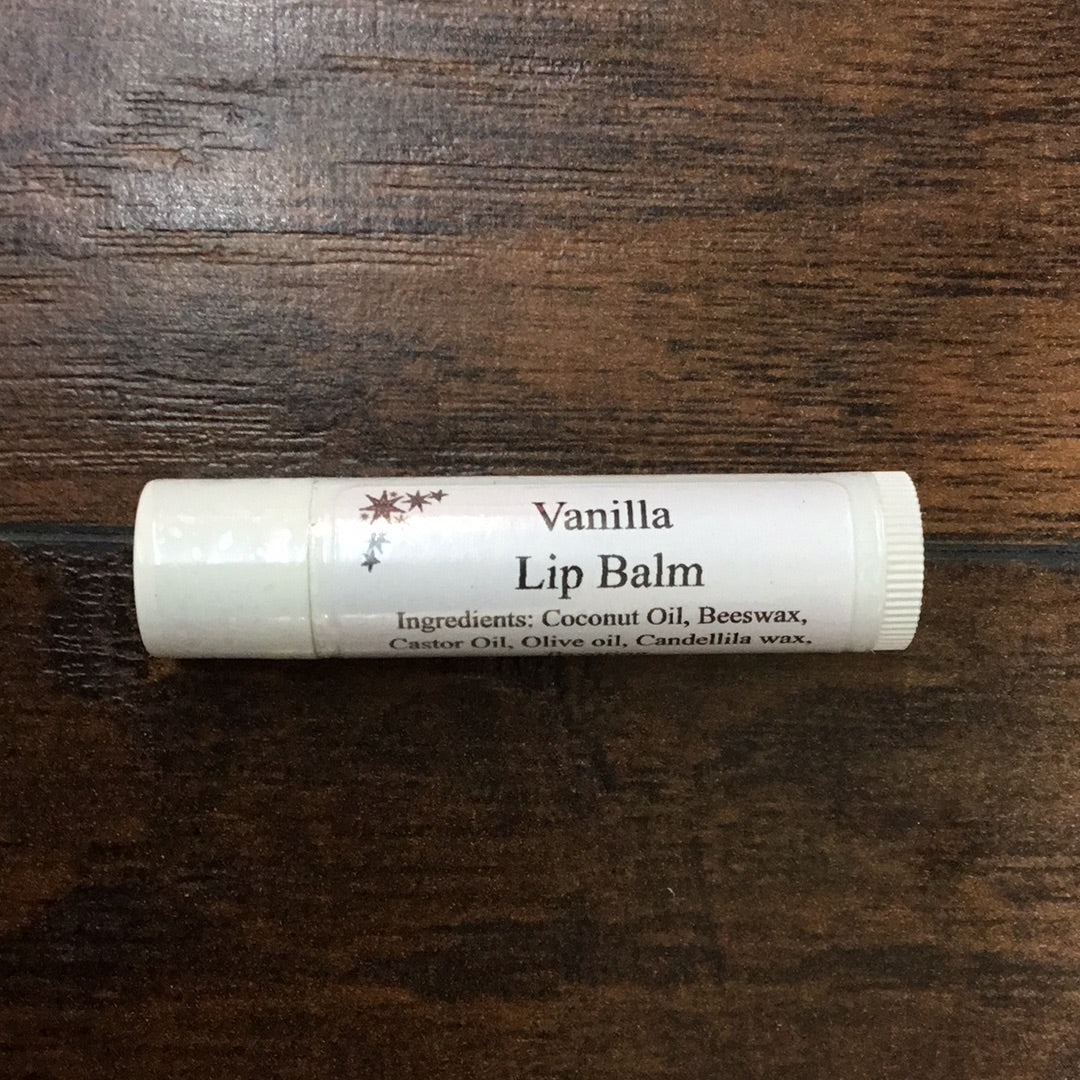 Vanilla
Lip Balm
Ingredients: Coconut Oil, Beeswax,
Castor Oil, Olive oil, Candellila wax,